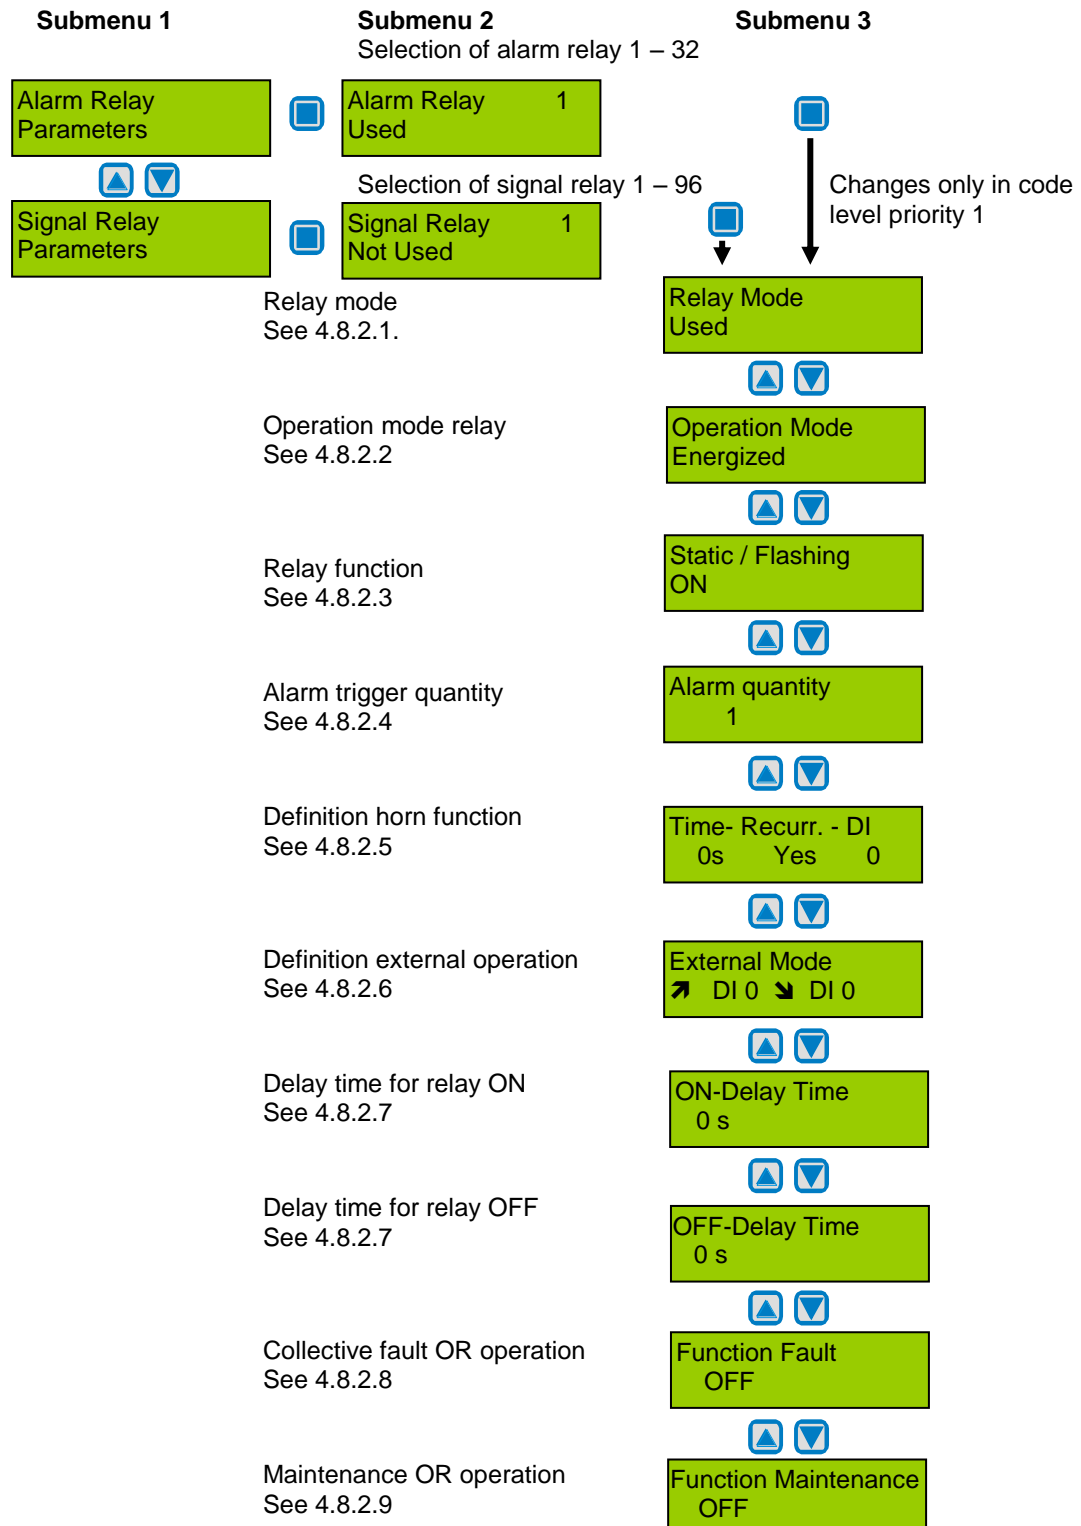 Submenu 1 Submenu 2 Submenu 3
Selection of alarm relay 1 – 32
Alarm Relay
Parameters
Alarm Relay 1
Used
Selection of signal relay 1 – 96
Changes only in code
level priority 1
Signal Relay
Parameters
Signal Relay 1
Not Used
Relay mode
See 4.8.2.1.
Relay Mode
Used
Operation mode relay
See 4.8.2.2
Operation Mode
Energized
Relay function
See 4.8.2.3
Static / Flashing
ON
Alarm trigger quantity
See 4.8.2.4
Alarm quantity
1
Definition horn function
See 4.8.2.5
Time- Recurr. - DI
0s Yes 0
Definition external operation
See 4.8.2.6
External Mode
🡽 DI 0 🡾 DI 0
Delay time for relay ON
See 4.8.2.7
ON-Delay Time
0 s
Delay time for relay OFF
See 4.8.2.7
OFF-Delay Time
0 s
Collective fault OR operation
See 4.8.2.8
Function Fault
OFF
Maintenance OR operation
See 4.8.2.9
Function Maintenance
OFF